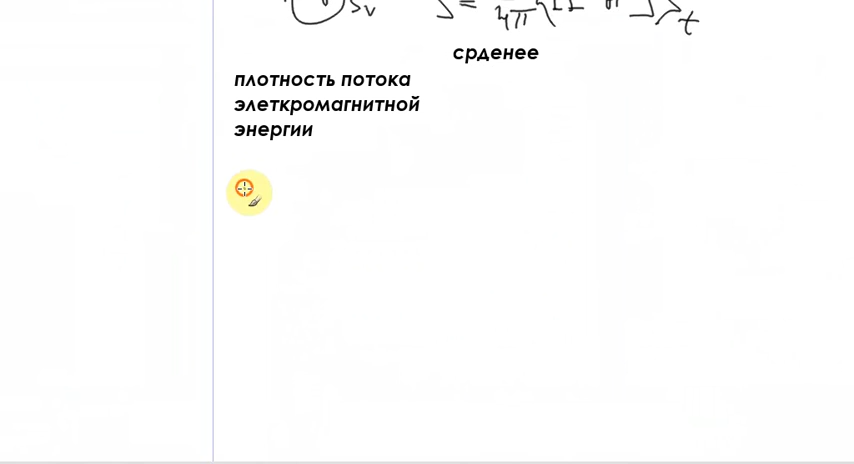 срденее
плотность потока
элеткромагнитной
энергии